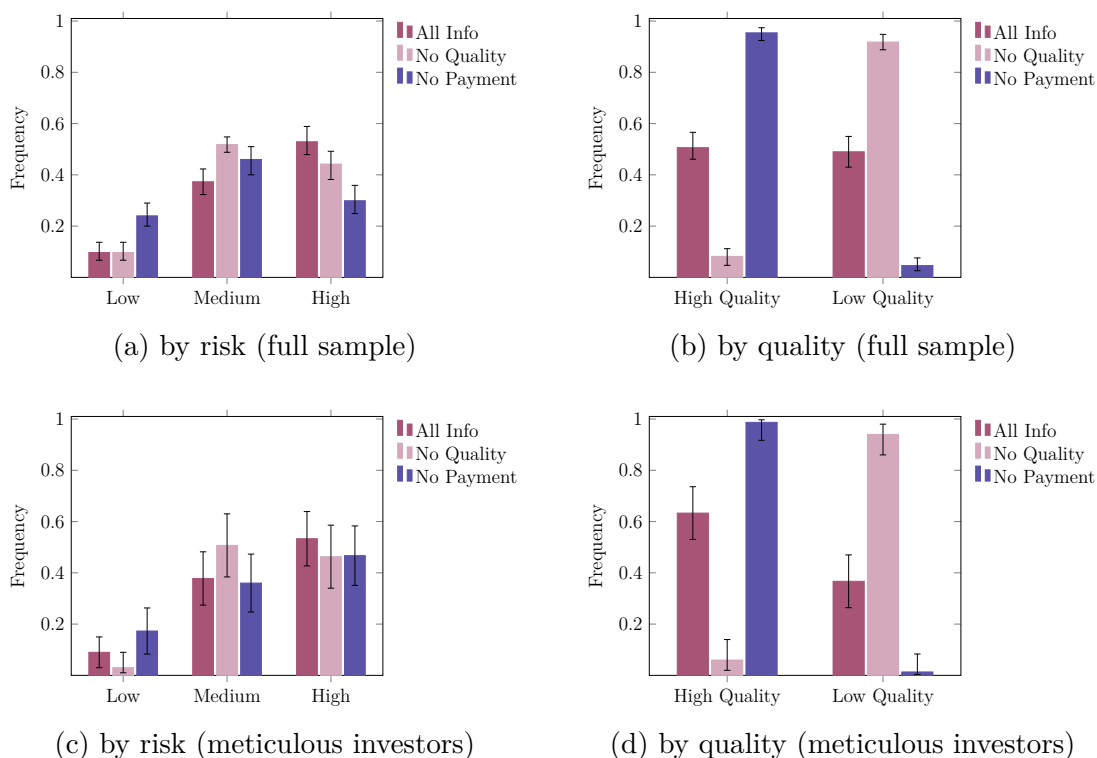 1
0.8
0.6
0.4
0.2
Frequency
Low
Medium
High
All Info
No Quality
No Payment
(a) by risk (full sample)
1
0.8
0.6
0.4
0.2
Frequency
High Quality
Low Quality
All Info
No Quality
No Payment
(b) by quality (full sample)
1
0.8
0.6
0.4
0.2
Frequency
Low
Medium
High
All Info
No Quality
No Payment
(c) by risk (meticulous investors)
1
0.8
0.6
0.4
0.2
Frequency
High Quality
Low Quality
All Info
No Quality
No Payment
(d) by quality (meticulous investors)